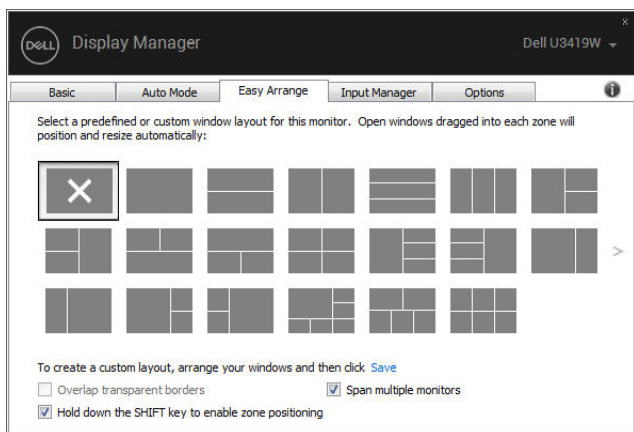 x
DELL Display Manager Dell U3419W
Basic Auto Mode Easy Arrange Input Manager Options
Select a predefined or custom window layout for this monitor. Open windows dragged into each zone will
position and resize automatically:
To create a custom layout, arrange your windows and then click Save
Overlap transparent borders Span multiple monitors
Hold down the SHIFT key to enable zone positioning